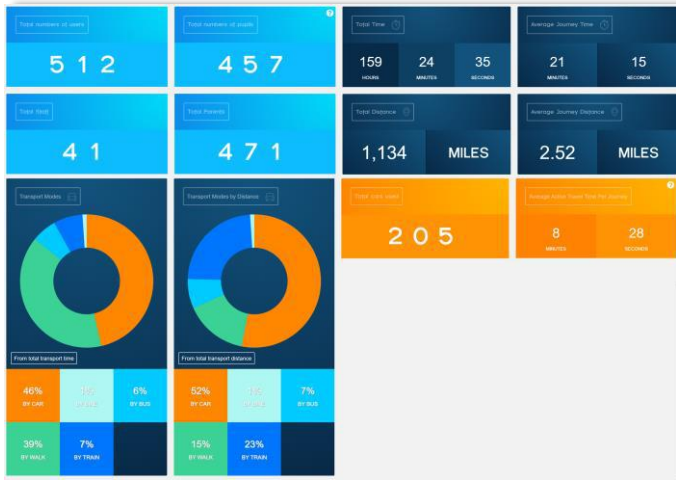 Total numbers of users
512
Total numbers of pupils
?
457
Total Time
159
HOURS
24
MINUTES
35
SECONDS
Average Journey Time
21
MINUTES
15
SECONDS
Total Staff
41
Total Parents
471
Total Distance
1,134
MILES
Average Journey Distance
2.52
MILES
Transport Modes
From total transport time
46%
BY CAR
6%
BY BUS
39%
BY WALK
7%
BY TRAIN
Transport Modes by Distance
From total transport distance
52%
BY CAR
7%
BY BUS
15%
BY WALK
23%
BY TRAIN
Total cars used
205
Average Active Travel Time Per Journey
?
8
MINUTES
28
SECONDS